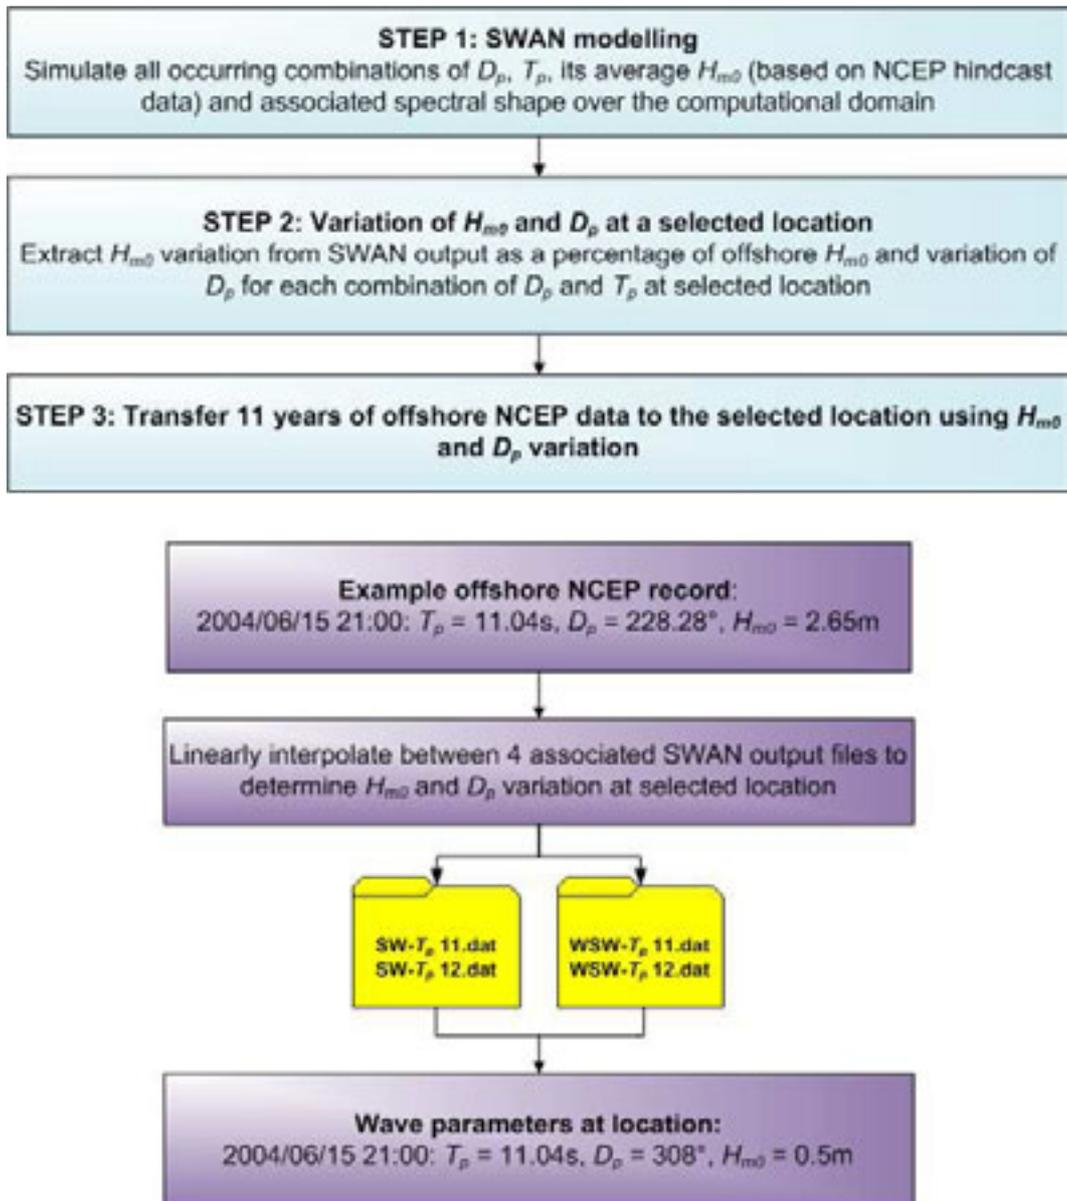 STEP 1: SWAN modelling
Simulate all occurring combinations of Dp, Tp, its average Hm0 (based on NCEP hindcast
data) and associated spectral shape over the computational domain
STEP 2: Variation of Hm0 and Dp at a selected location
Extract Hm0 variation from SWAN output as a percentage of offshore Hm0 and variation of
Dp for each combination of Dp and Tp at selected location
STEP 3: Transfer 11 years of offshore NCEP data to the selected location using Hm0
and Dp variation
Example offshore NCEP record:
2004/06/15 21:00: Tp = 11.04s, Dp = 228.28°, Hm0 = 2.65m
Linearly interpolate between 4 associated SWAN output files to
determine Hm0 and Dp variation at selected location
SW-Tp 11.dat
SW-Tp 12.dat
WSW-Tp 11.dat
WSW-Tp 12.dat
Wave parameters at location:
2004/06/15 21:00: Tp = 11.04s, Dp = 308°, Hm0 = 0.5m